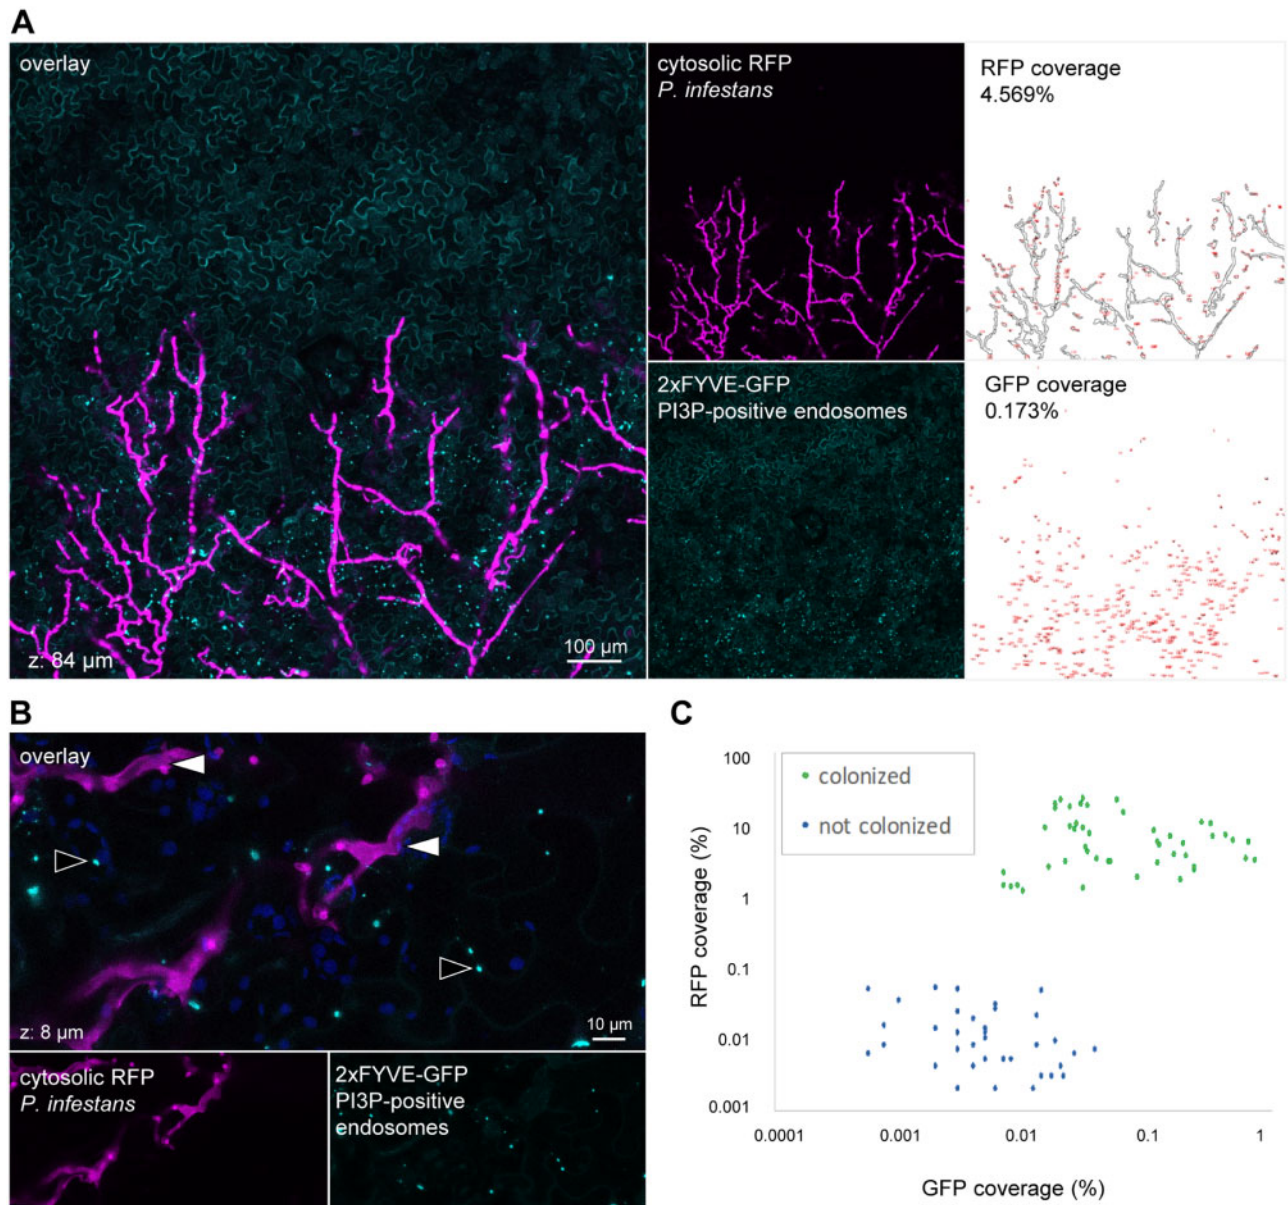 A
overlay
z: 84 µm
100 µm
cytosolic RFP
P. infestans
RFP coverage
4.569%
2xFYVE-GFP
PI3P-positive endosomes
GFP coverage
0.173%
B
overlay
z: 8 µm
10 µm
cytosolic RFP
P. infestans
2xFYVE-GFP
PI3P-positive
endosomes
C
colonized
not colonized
RFP coverage (%)
100
10
1
0.1
0.01
0.001
0.0001 0.001 0.01 0.1 1
GFP coverage (%)